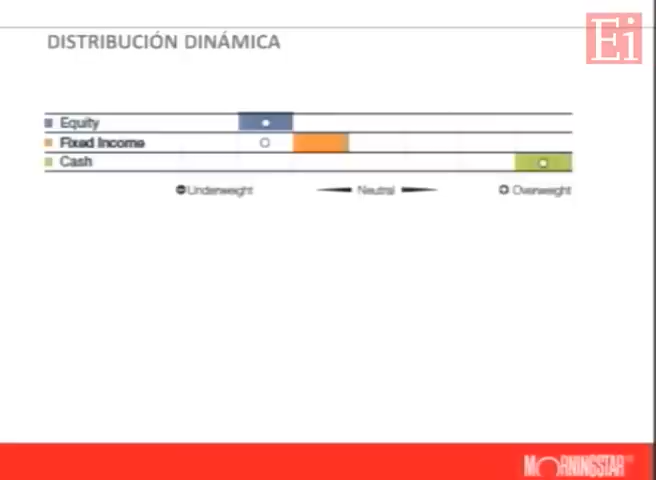 Ei
DISTRIBUCIÓN DINÁMICA
Equity
Fixed Income
Cash
Underweight
Neutral
Overweight
MORNINGSTAR